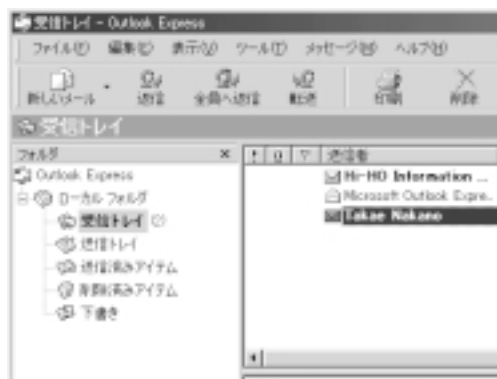 受信トレイ - Outlook Express
ファイル(F) 編集(E) 表示(V) ツール(T) メッセージ(M) ヘルプ(H)
新しいメール 返信 全員へ返信 転送 印刷 削除
受信トレイ
フォルダ ×
Outlook Express
ローカル フォルダ
受信トレイ
送信トレイ
送信済みアイテム
削除済みアイテム
下書き
! 送信者
Hi-HO Information ...
Microsoft Outlook Expre...
Takae Nakano